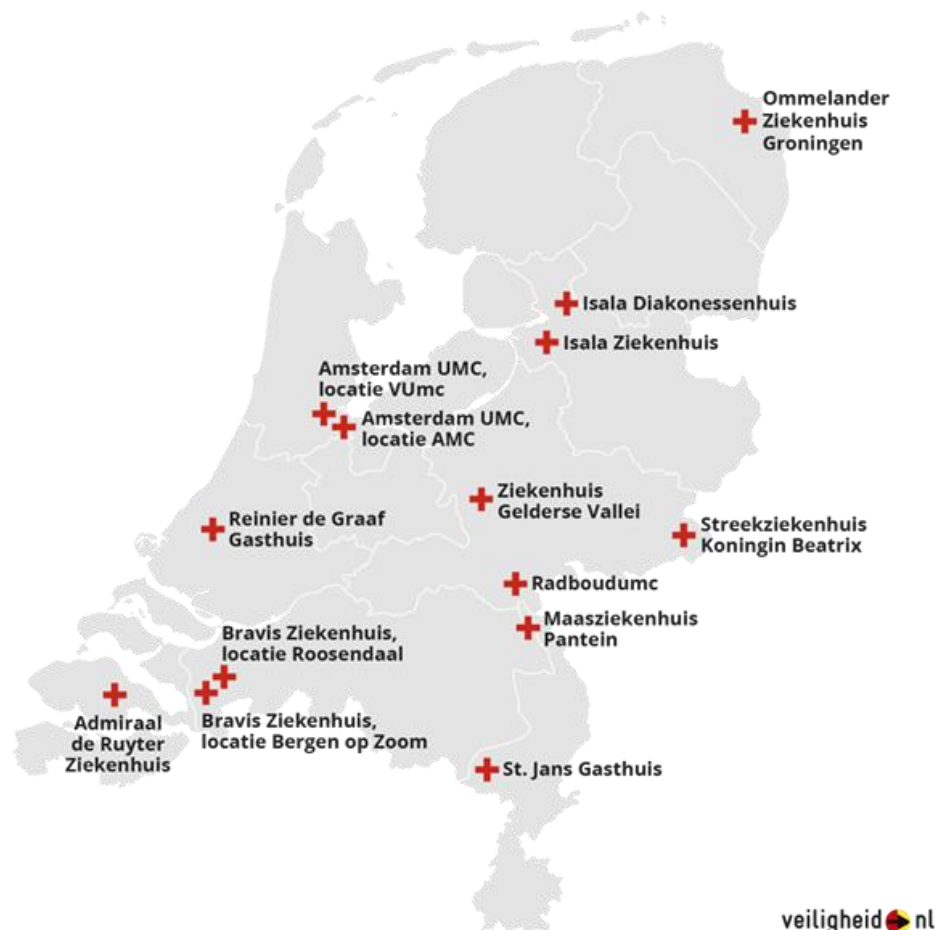 Ommelander
Ziekenhuis
Groningen
Isala Diakonessenhuis
Isala Ziekenhuis
Amsterdam UMC,
locatie VUmc
Amsterdam UMC,
locatie AMC
Ziekenhuis
Gelderse Vallei
Reinier de Graaf
Gasthuis
Streekziekenhuis
Koningin Beatrix
Radboudumc
Maasziekenhuis
Pantein
Bravis Ziekenhuis,
locatie Roosendaal
Bravis Ziekenhuis,
locatie Bergen op Zoom
Admiraal
de Ruyter
Ziekenhuis
St. Jans Gasthuis
veiligheid nl